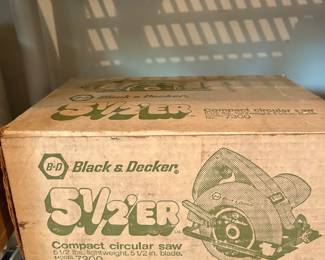 5½'ER
Compact circular saw
7300
B&D Black & Decker®
5½'ER
Compact circular saw
6½ lbs. lightweight. 5½ in. blade.
7300